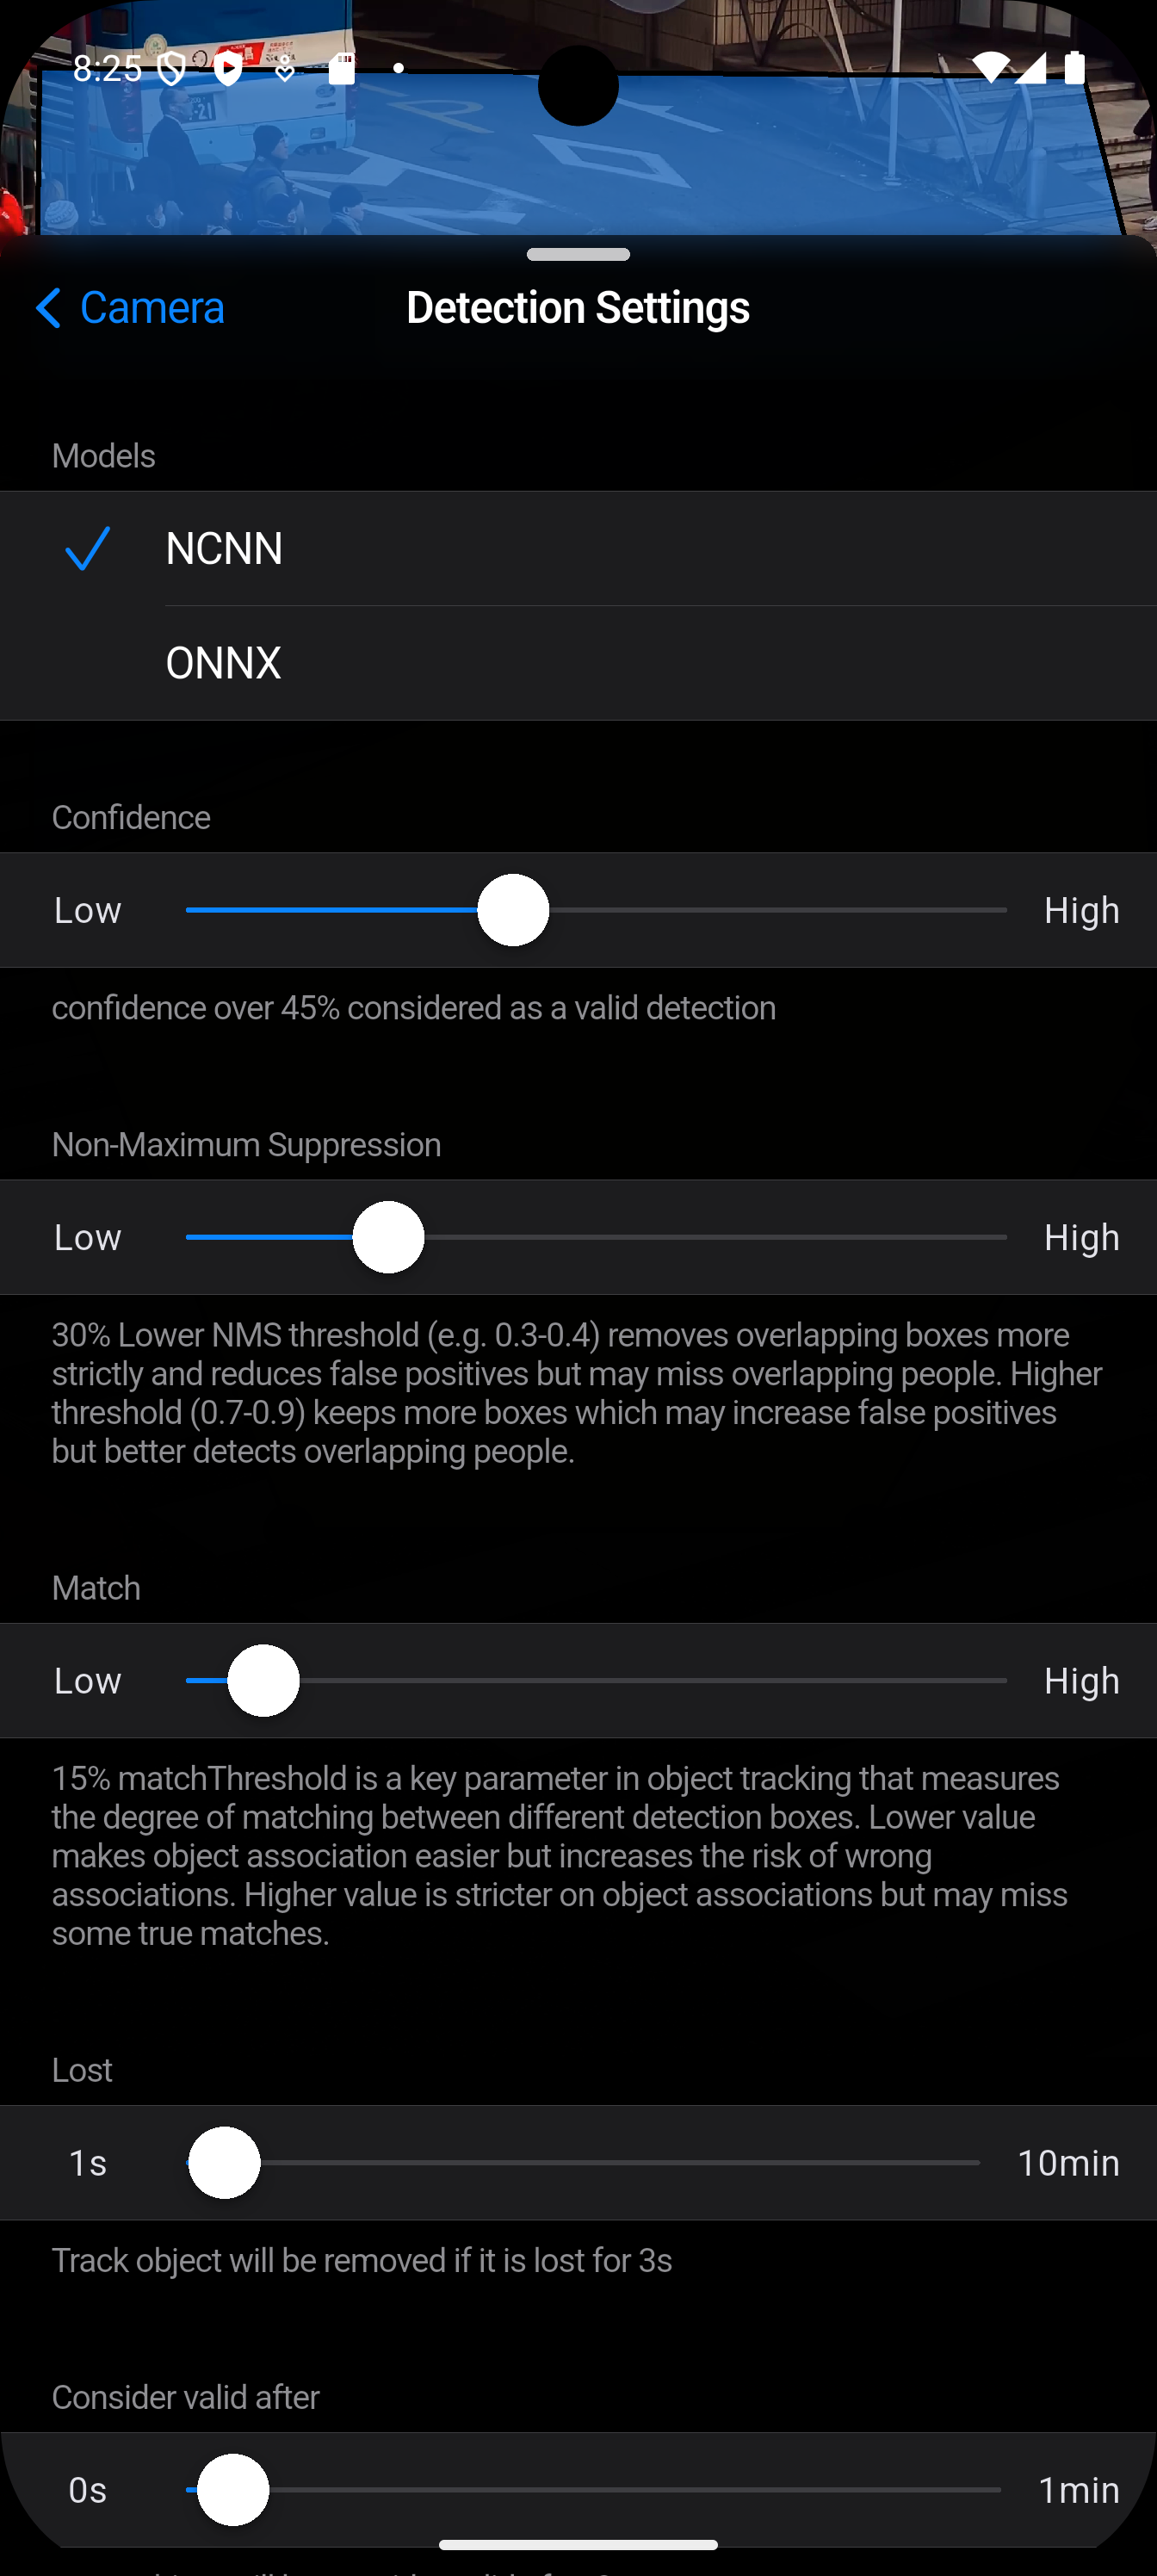 8:25
21
Camera
Detection Settings
Models
NCNN
ONNX
Confidence
Low
High
confidence over 45% considered as a valid detection
Non-Maximum Suppression
Low
High
30% Lower NMS threshold (e.g. 0.3-0.4) removes overlapping boxes more
strictly and reduces false positives but may miss overlapping people. Higher
threshold (0.7-0.9) keeps more boxes which may increase false positives
but better detects overlapping people.
Match
Low
High
15% matchThreshold is a key parameter in object tracking that measures
the degree of matching between different detection boxes. Lower value
makes object association easier but increases the risk of wrong
associations. Higher value is stricter on object associations but may miss
some true matches.
Lost
1s
10min
Track object will be removed if it is lost for 3s
Consider valid after
0s
1min